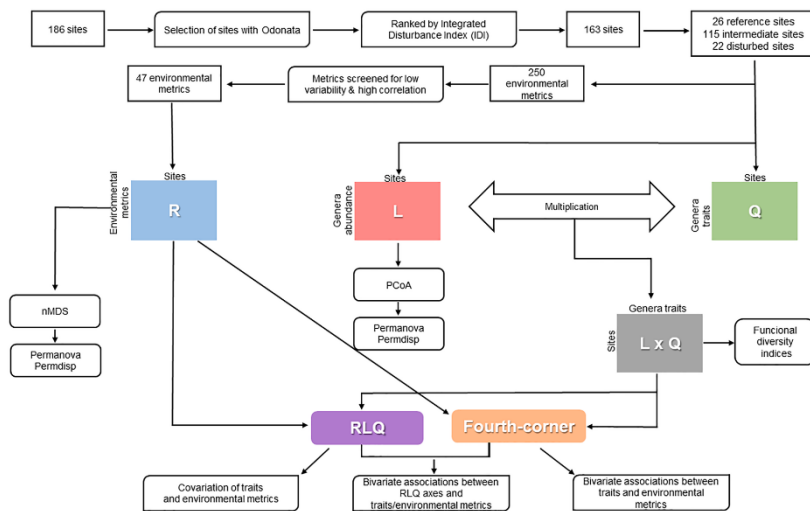 186 sites
Selection of sites with Odonata
Ranked by Integrated
Disturbance Index (IDI)
163 sites
26 reference sites
115 intermediate sites
22 disturbed sites
47 environmental
metrics
Metrics screened for low
variability & high correlation
250
environmental
metrics
Sites
Environmental
metrics
R
Sites
Genera
abundance
L
Multiplication
Sites
Genera
traits
Q
nMDS
Permanova
Permdisp
PCoA
Permanova
Permdisp
Genera traits
Sites
L x Q
Funcional
diversity
indices
RLQ
Fourth-corner
Covariation of traits
and environmental metrics
Bivariate associations between
RLQ axes and
traits/environmental metrics
Bivariate associations between
traits and environmental
metrics